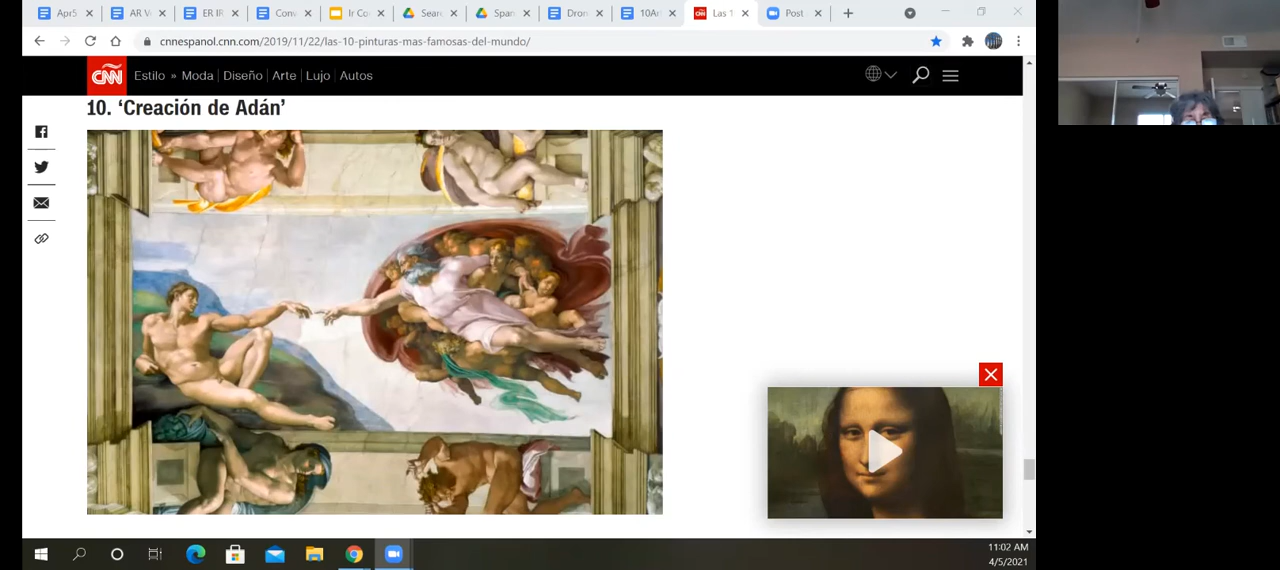 Apr5
AR V
ER IR
Conv
Ir Co
Sear
Span
Dron
10Ar
Las 1
Post
cnnespanol.cnn.com/2019/11/22/las-10-pinturas-mas-famosas-del-mundo/
CNN Estilo » Moda | Diseño | Arte | Lujo | Autos
10. ‘Creación de Adán’
11:02 AM
4/5/2021